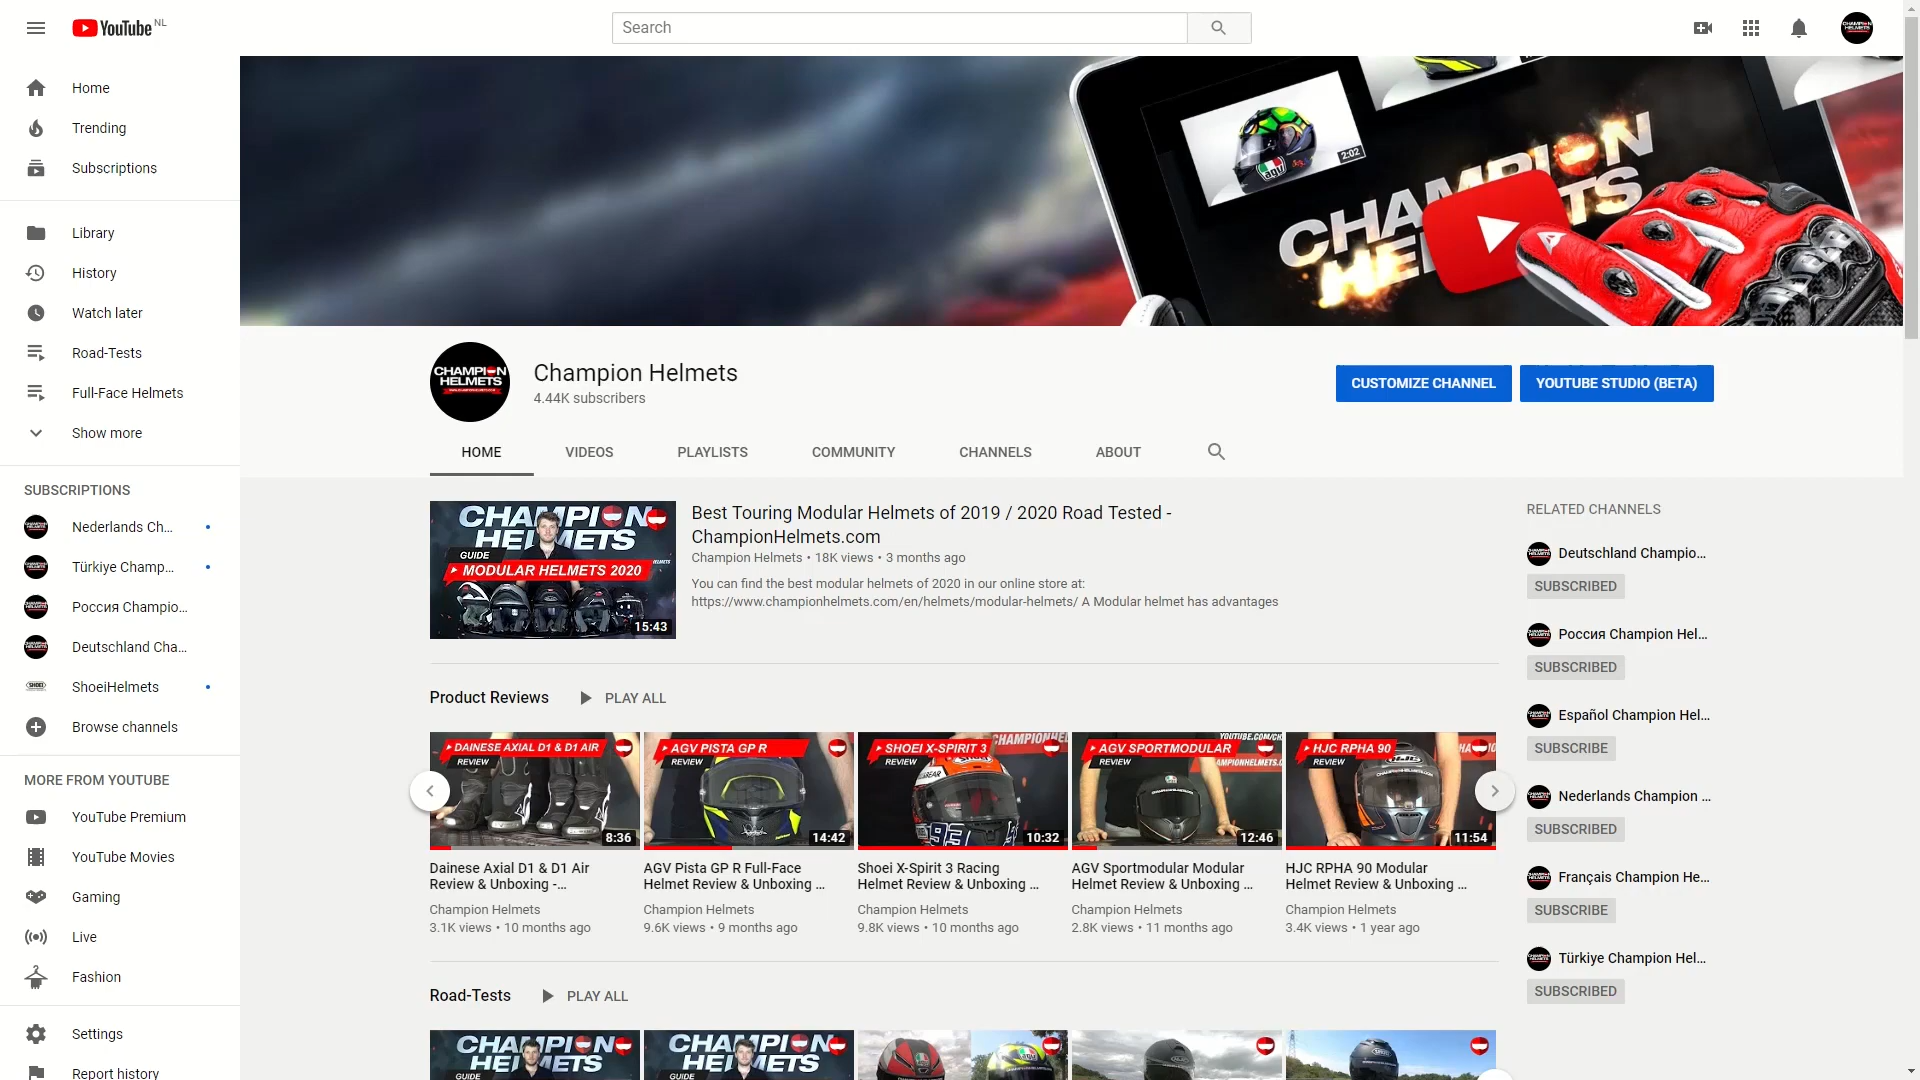 YouTube NL
Search
Home
Trending
Subscriptions
Library
History
Watch later
Road-Tests
Full-Face Helmets
Show more
SUBSCRIPTIONS
Nederlands Ch...
Türkiye Champ...
Россия Champio...
Deutschland Cha...
ShoeiHelmets
Browse channels
MORE FROM YOUTUBE
YouTube Premium
YouTube Movies
Gaming
Live
Fashion
Settings
Report history
2:02
agv
CHAMPION
HELMETS
Champion Helmets
4.44K subscribers
CUSTOMIZE CHANNEL
YOUTUBE STUDIO (BETA)
HOME
VIDEOS
PLAYLISTS
COMMUNITY
CHANNELS
ABOUT
CHAMPION
HELMETS
GUIDE
MODULAR HELMETS 2020
15:43
Best Touring Modular Helmets of 2019 / 2020 Road Tested -
ChampionHelmets.com
Champion Helmets • 18K views • 3 months ago
You can find the best modular helmets of 2020 in our online store at:
https://www.championhelmets.com/en/helmets/modular-helmets/ A Modular helmet has advantages
Product Reviews
PLAY ALL
DAINESE AXIAL D1 & D1 AIR
REVIEW
8:36
Dainese Axial D1 & D1 Air
Review & Unboxing -...
Champion Helmets
3.1K views • 10 months ago
AGV PISTA GP R
REVIEW
14:42
AGV Pista GP R Full-Face
Helmet Review & Unboxing ...
Champion Helmets
9.6K views • 9 months ago
SHOEI X-SPIRIT 3
REVIEW
93
10:32
Shoei X-Spirit 3 Racing
Helmet Review & Unboxing ...
Champion Helmets
9.8K views • 10 months ago
AGV SPORTMODULAR
REVIEW
12:46
AGV Sportmodular Modular
Helmet Review & Unboxing ...
Champion Helmets
2.8K views • 11 months ago
HJC RPHA 90
REVIEW
11:54
HJC RPHA 90 Modular
Helmet Review & Unboxing ...
Champion Helmets
3.4K views • 1 year ago
Road-Tests
PLAY ALL
CHAMPION
HELMETS
GUIDE
CHAMPION
HELMETS
GUIDE
RELATED CHANNELS
Deutschland Champio...
SUBSCRIBED
Россия Champion Hel...
SUBSCRIBED
Español Champion Hel...
SUBSCRIBE
Nederlands Champion ...
SUBSCRIBED
Français Champion He...
SUBSCRIBE
Türkiye Champion Hel...
SUBSCRIBED